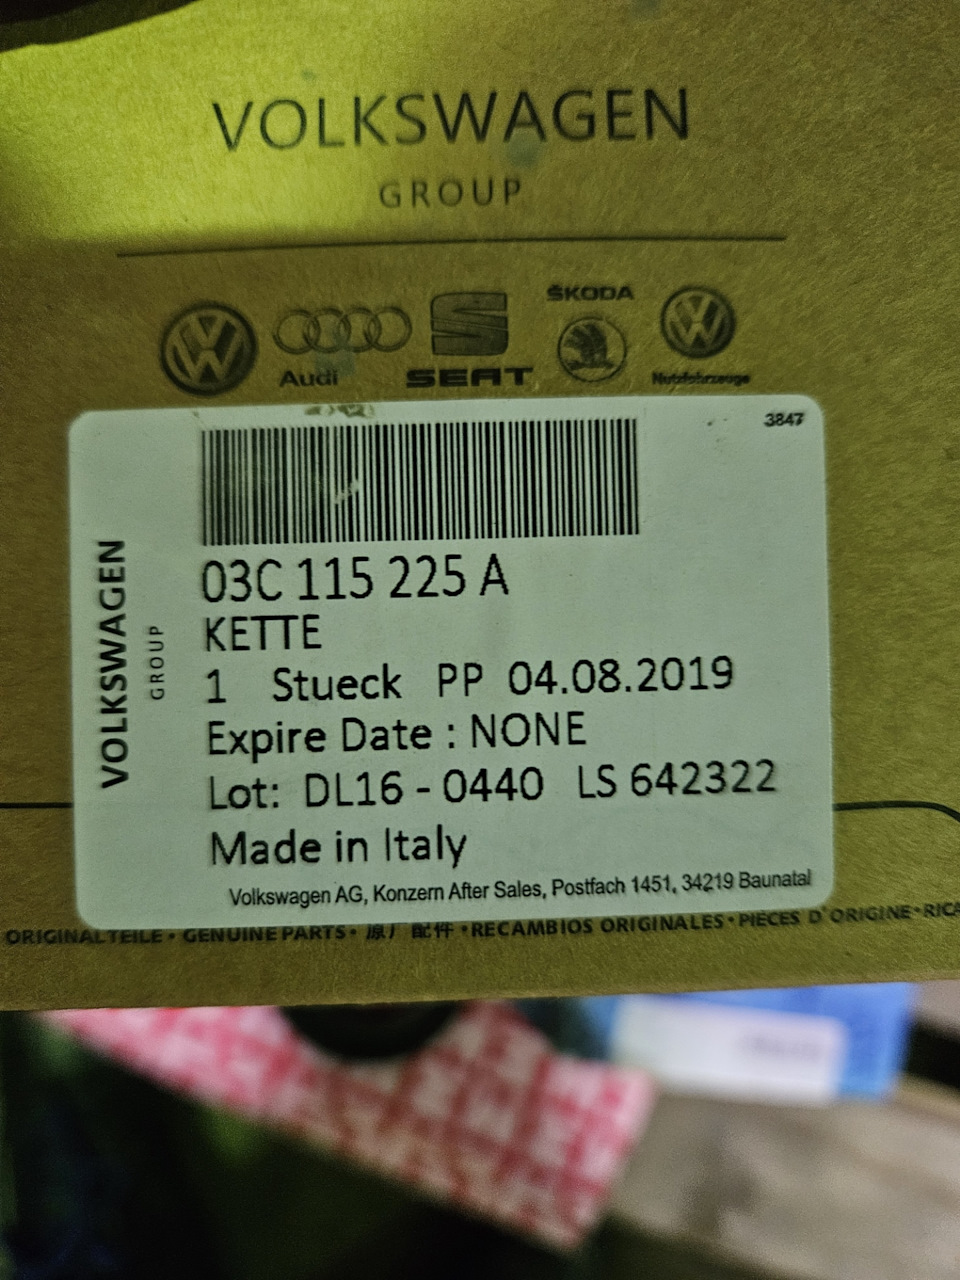 VOLKSWAGEN
GROUP
ŠKODA
Audi
SEAT
Nutzfahrzeuge
3847
VOLKSWAGEN
GROUP
03C 115 225 A
KETTE
1 Stueck PP 04.08.2019
Expire Date : NONE
Lot: DL16 - 0440 LS 642322
Made in Italy
Volkswagen AG, Konzern After Sales, Postfach 1451, 34219 Baunatal
ORIGINALTEILE • GENUINE PARTS • 原厂 配件 • RECAMBIOS ORIGINALES • PIÈCES D'ORIGINE • RICA